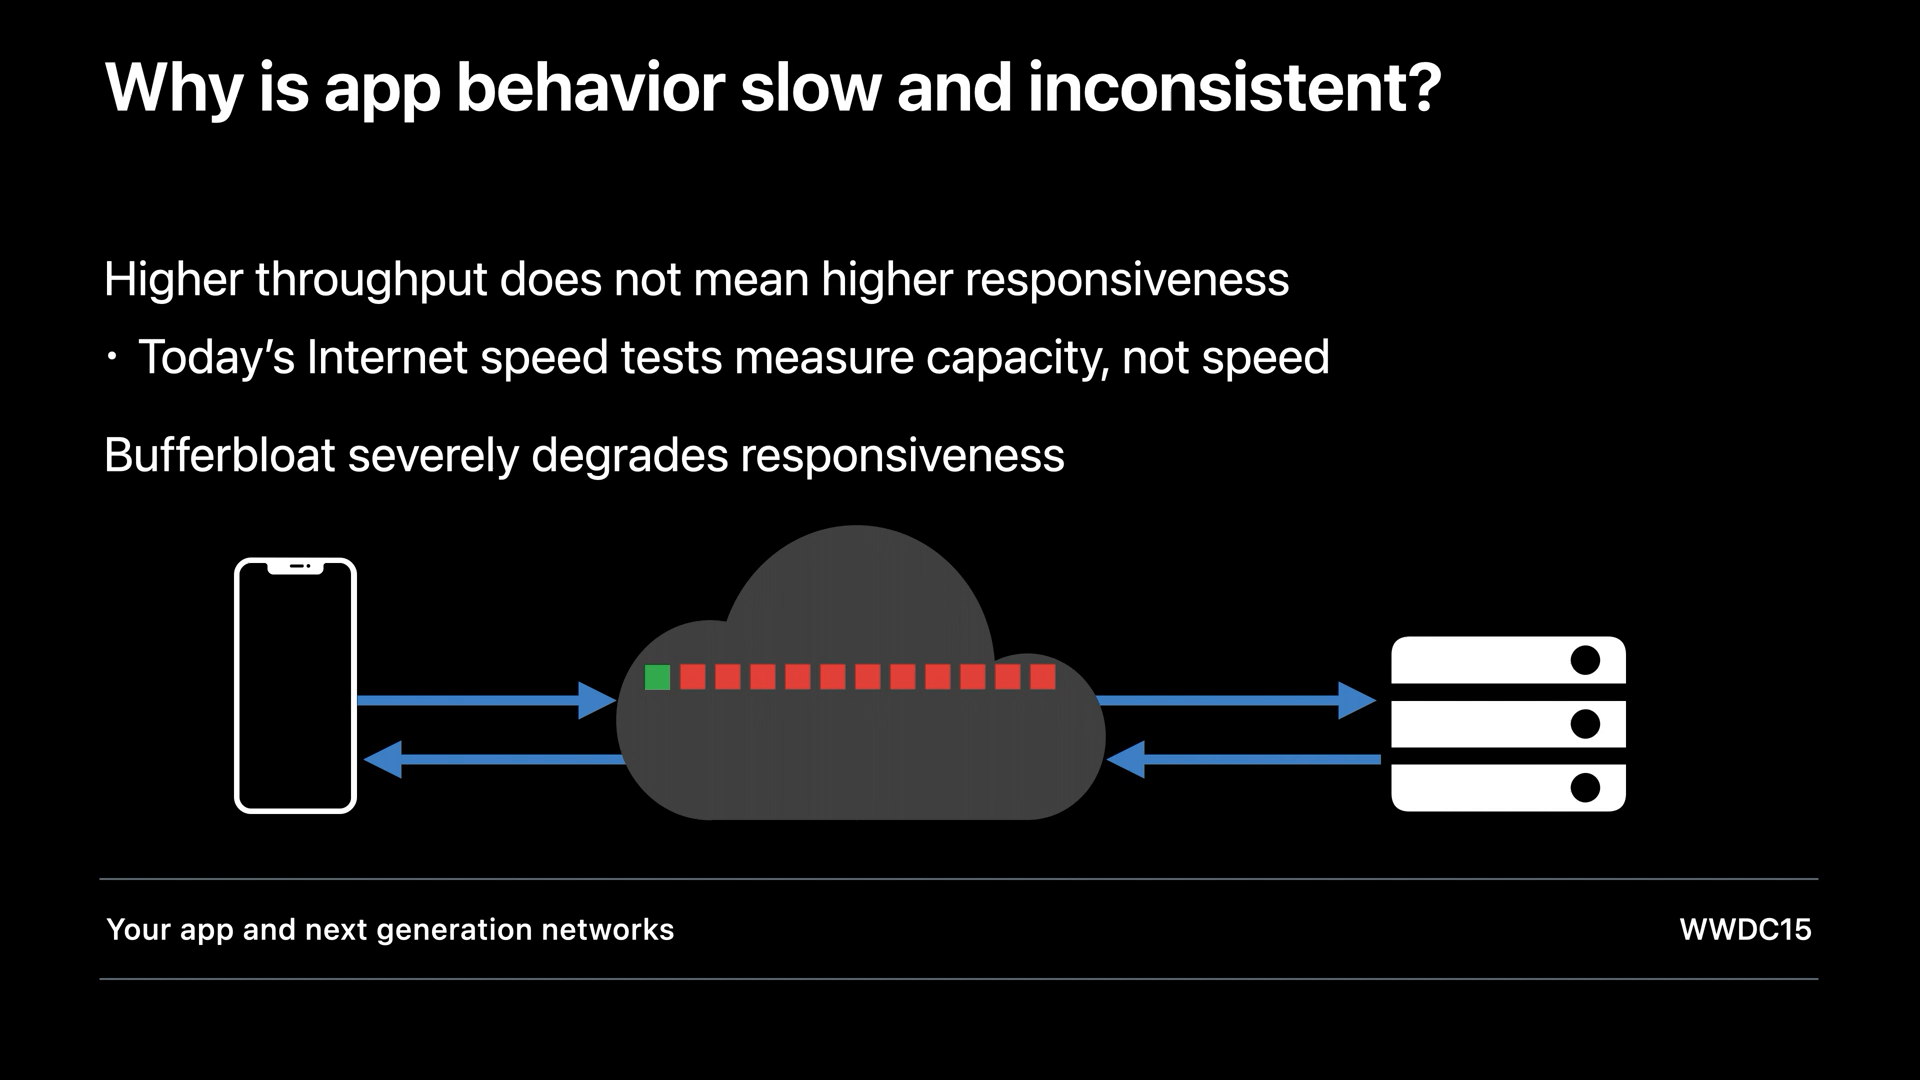 Why is app behavior slow and inconsistent?
Higher throughput does not mean higher responsiveness
• Today’s Internet speed tests measure capacity, not speed
Bufferbloat severely degrades responsiveness
Your app and next generation networks
WWDC15